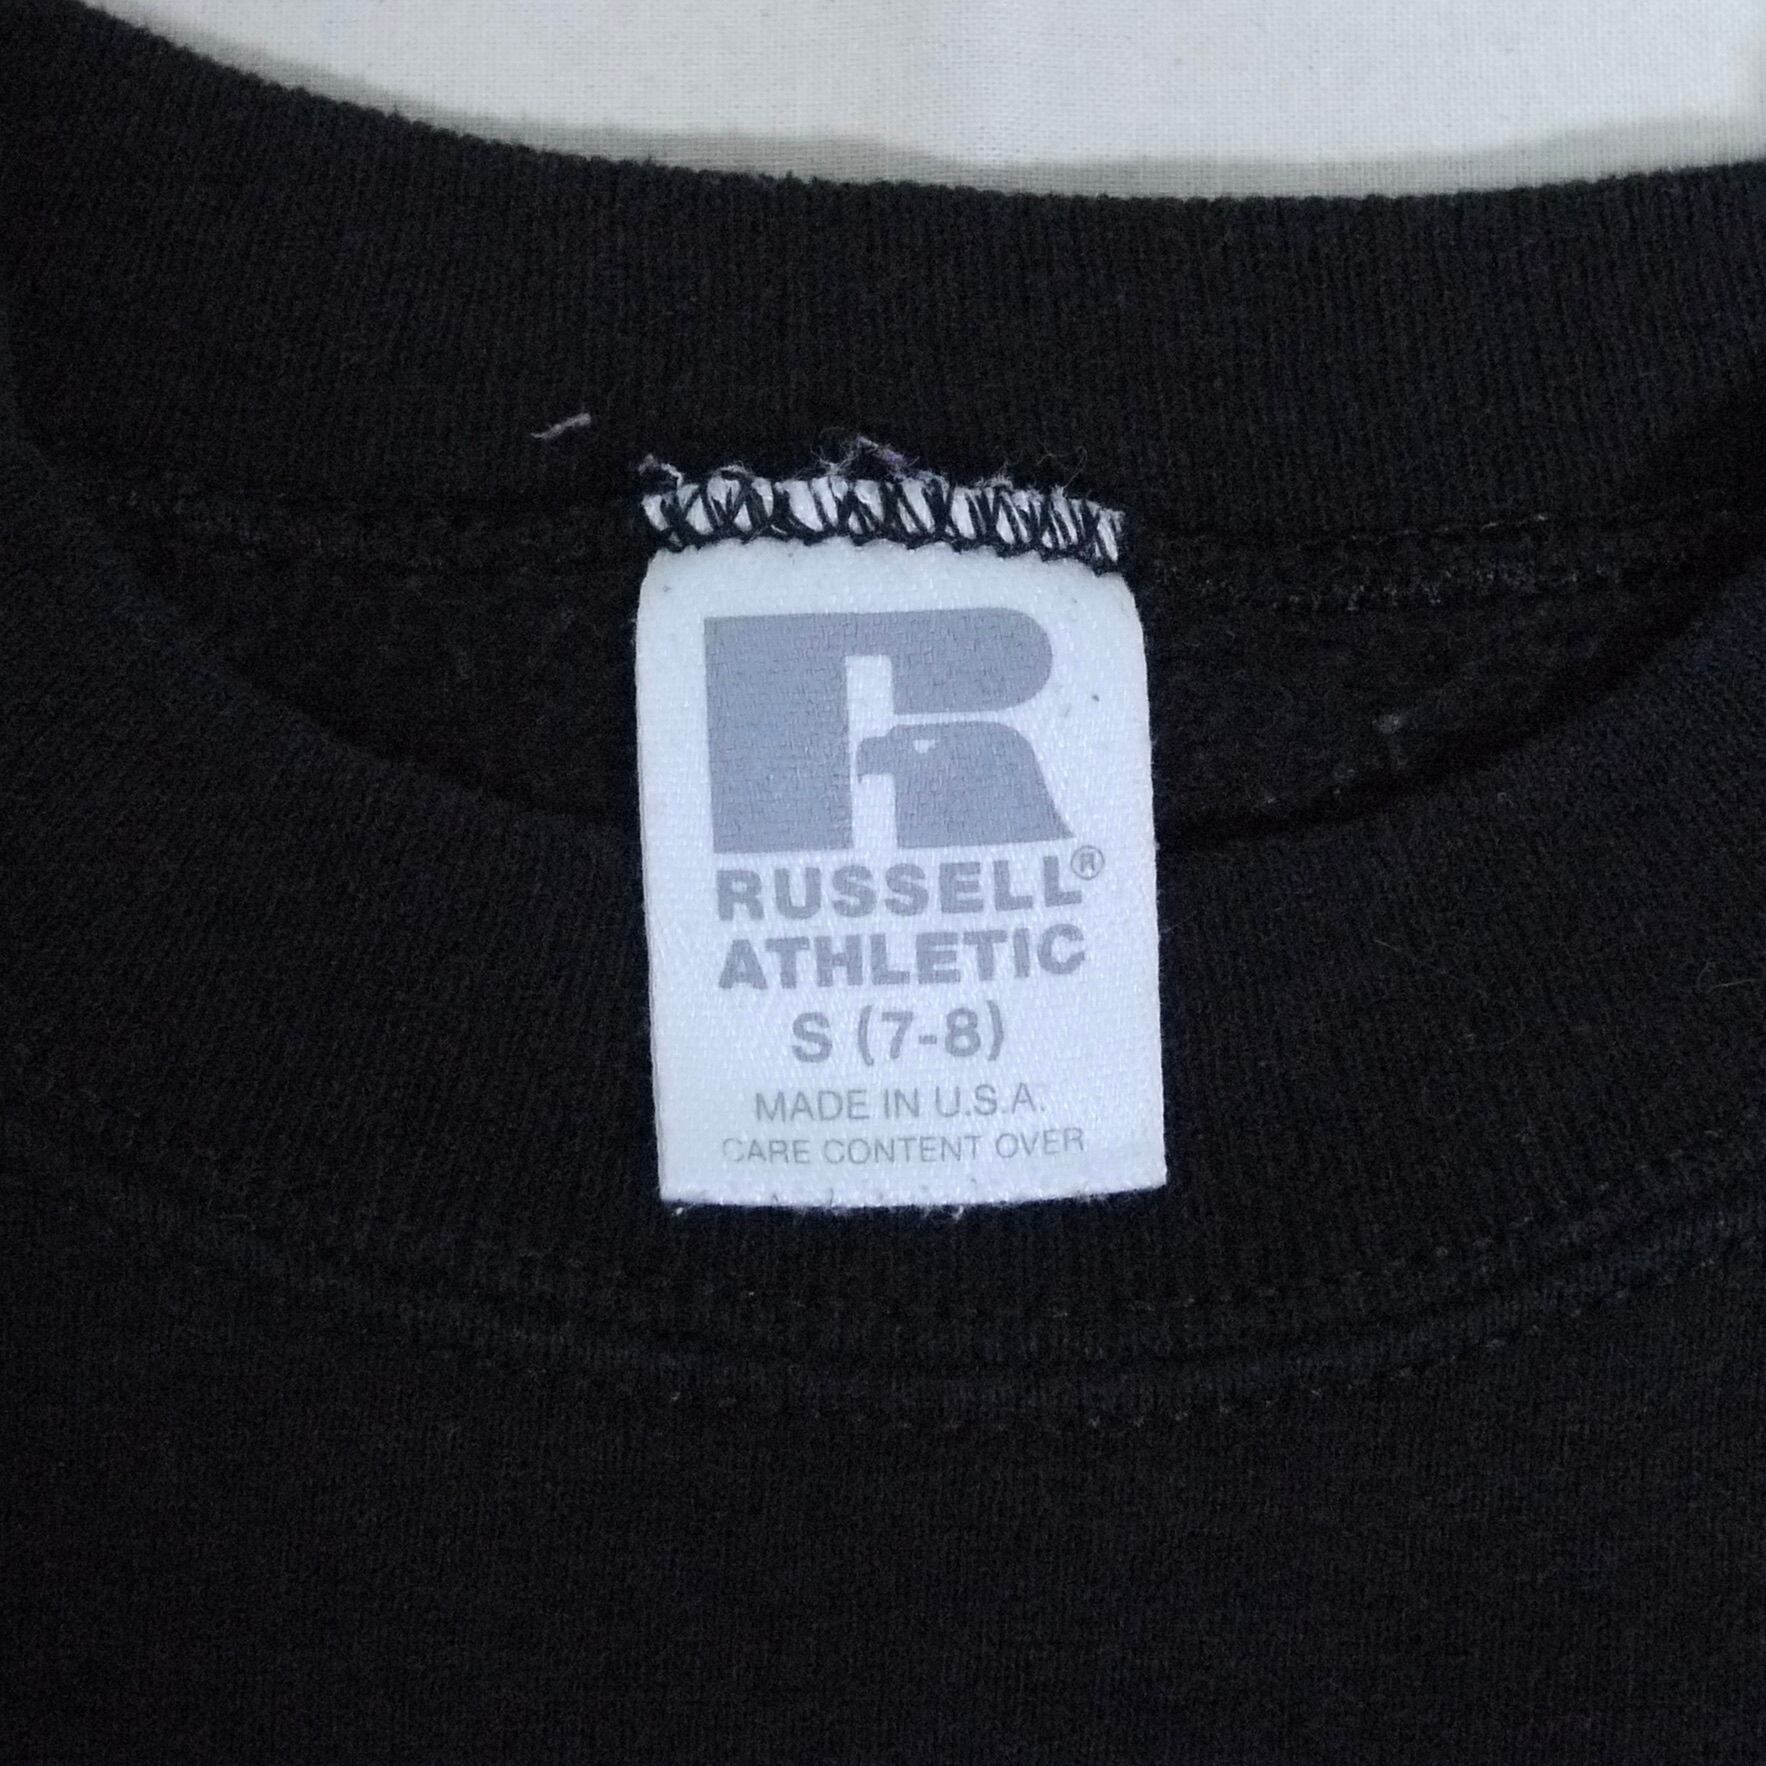 RUSSELL®
ATHLETIC
S (7-8)
MADE IN U.S.A.
CARE CONTENT OVER